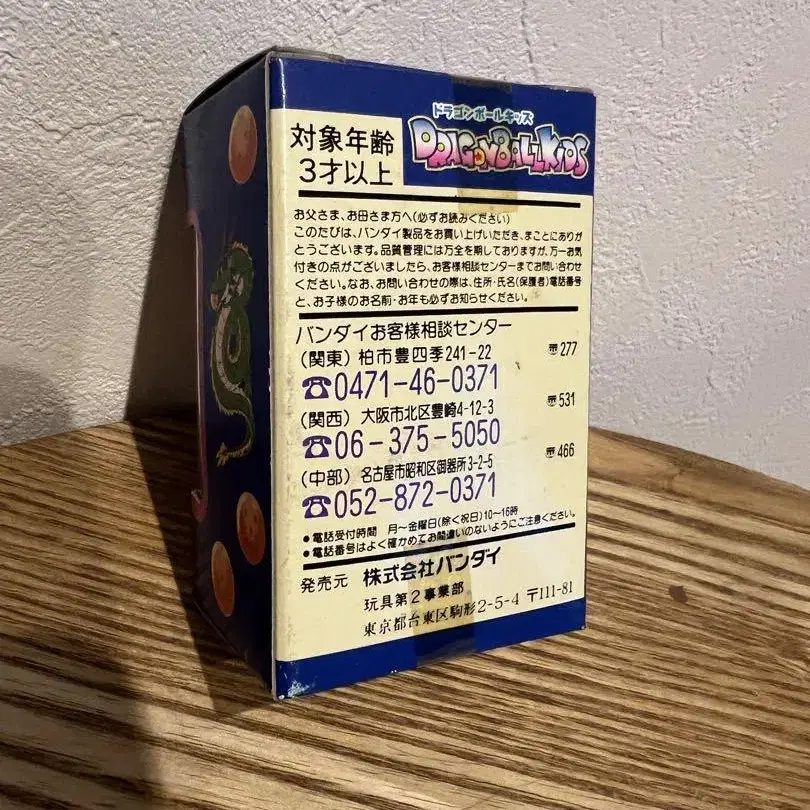 ドラゴンボールキッズ
DRAGONBALLKIDS
対象年齢
3才以上
お父さま、お母さま方へ(必ずお読みください)
このたびは、バンダイ製品をお買い上げいただき、まことにありが
とうございます。品質管理には万全を期しておりますが、万一お気
付きの点がございましたら、お客様相談センターまでお問い合わせ
ください。なお、お問い合わせの際は、住所・氏名(保護者)電話番号
と、お子様のお名前・お年も必ずお知らせください。
バンダイお客様相談センター
(関東) 柏市豊四季241-22 〠277
☎0471-46-0371
(関西) 大阪市北区豊崎4-12-3 〠531
☎06-375-5050
(中部) 名古屋市昭和区御器所3-2-5 〠466
☎052-872-0371
●電話受付時間 月〜金曜日(除く祝日)10〜16時
●電話番号はよく確かめてお間違いのないようにご注意ください。
発売元 株式会社バンダイ
玩具第2事業部
東京都台東区駒形2-5-4 〒111-81